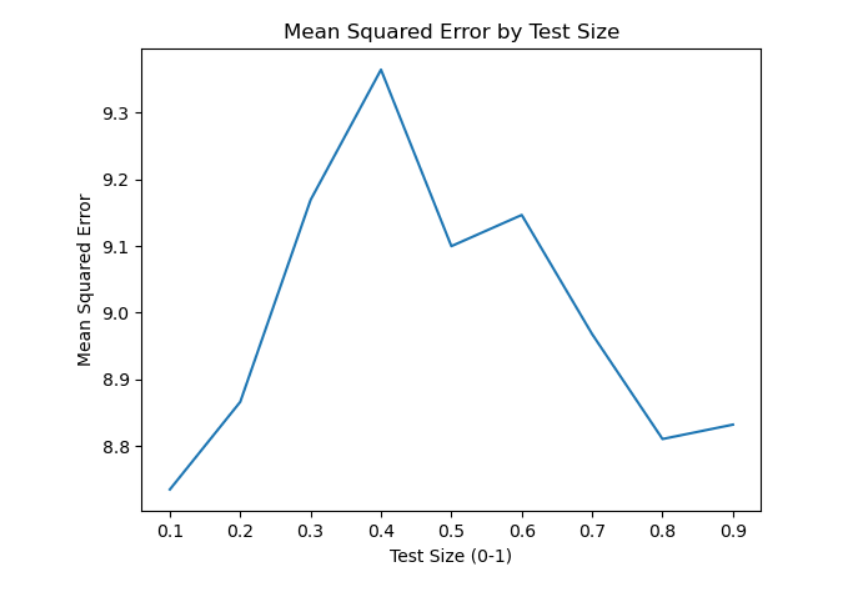 Mean Squared Error by Test Size
Mean Squared Error
9.3
9.2
9.1
9.0
8.9
8.8
0.1 0.2 0.3 0.4 0.5 0.6 0.7 0.8 0.9
Test Size (0-1)